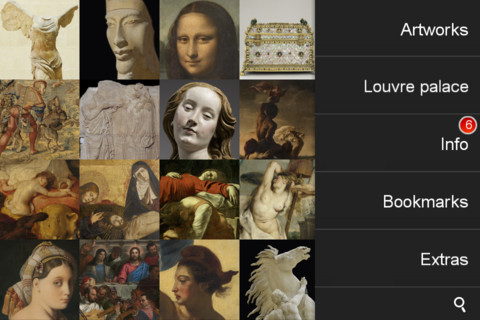 Artworks
Louvre palace
6
Info
Bookmarks
Extras